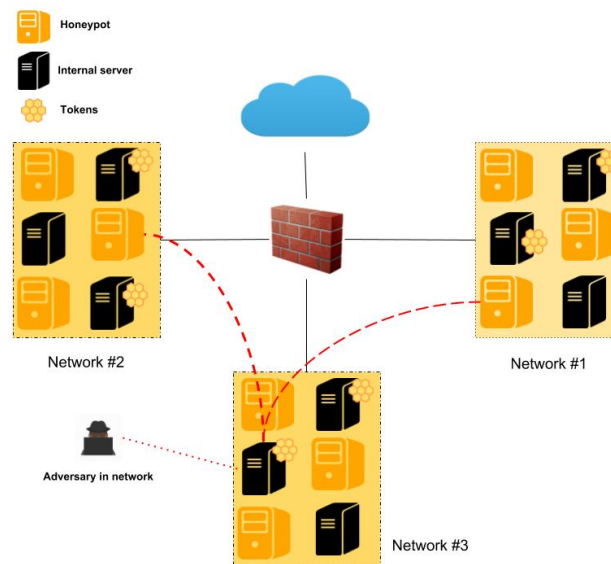 Honeypot
Internal server
Tokens
Network #2
Network #1
Adversary in network
Network #3